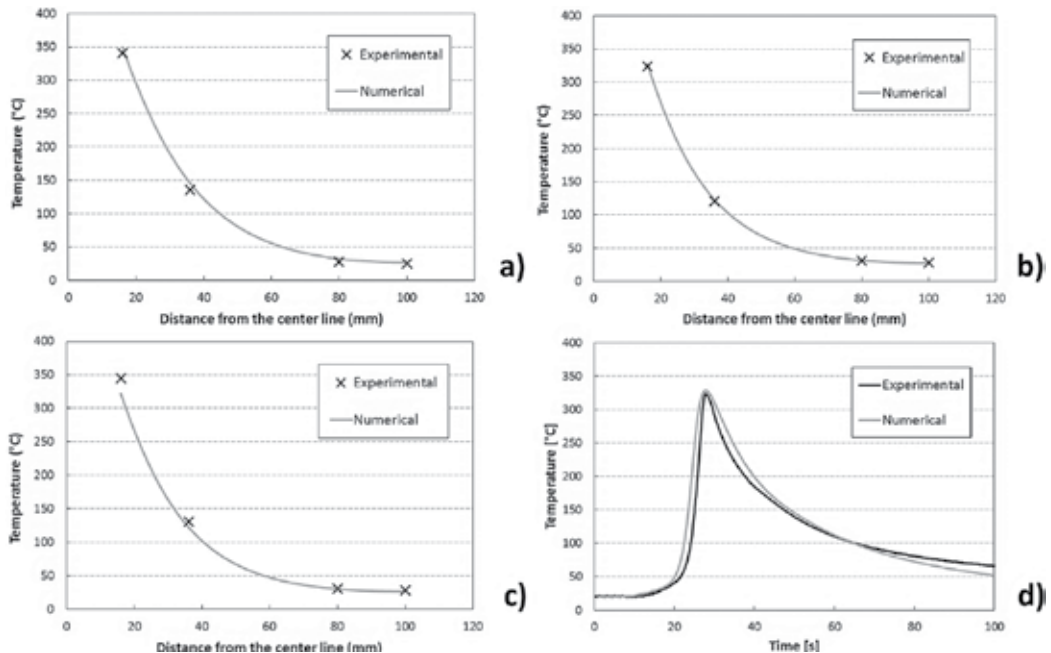 400
350
300
250
200
150
100
50
0
Temperature (°C)
Experimental
Numerical
0 20 40 60 80 100 120
Distance from the center line (mm)
a)
400
350
300
250
200
150
100
50
0
Temperature (°C)
Experimental
Numerical
0 20 40 60 80 100 120
Distance from the center line (mm)
b)
400
350
300
250
200
150
100
50
0
Temperature (°C)
Experimental
Numerical
0 20 40 60 80 100 120
Distance from the center line (mm)
c)
400
350
300
250
200
150
100
50
0
Temperature [°C]
Experimental
Numerical
0 20 40 60 80 100
Time [s]
d)